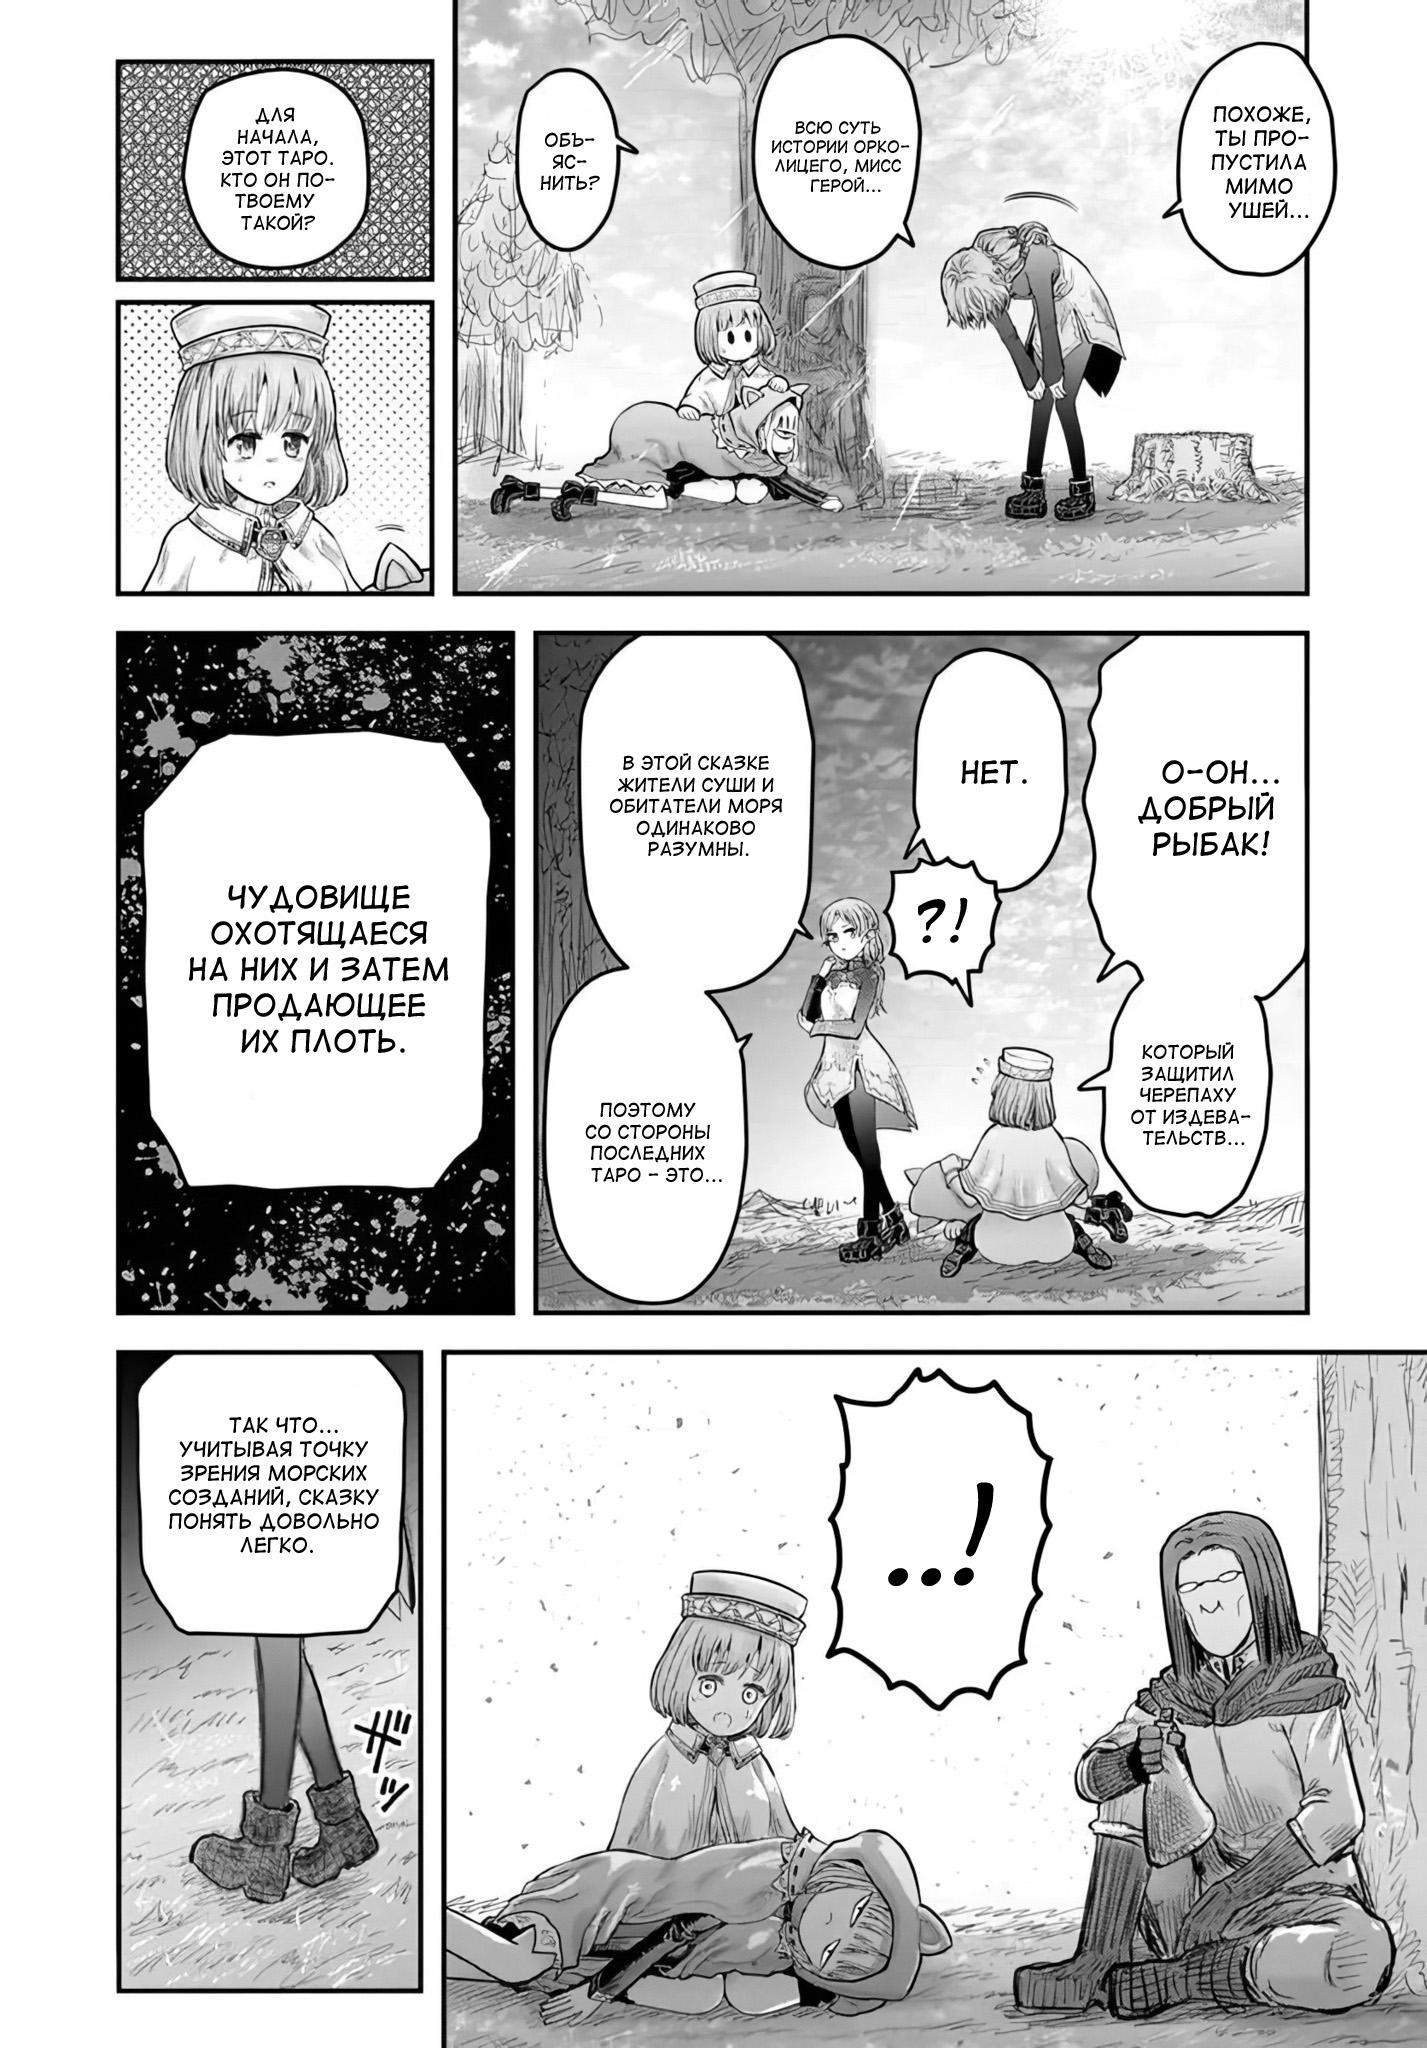 ПОХОЖЕ,
ТЫ ПРО-
ПУСТИЛА
МИМО
УШЕЙ...
ВСЮ СУТЬ
ИСТОРИИ ОРКО-
ЛИЦЕГО, МИСС
ГЕРОЙ...
ОБЪ-
ЯС-
НИТЬ?
ДЛЯ
НАЧАЛА,
ЭТОТ ТАРО.
КТО ОН ПО-
ТВОЕМУ
ТАКОЙ?
О-ОН...
ДОБРЫЙ
РЫБАК!
КОТОРЫЙ
ЗАЩИТИЛ
ЧЕРЕПАХУ
ОТ ИЗДЕВА-
ТЕЛЬСТВ...
НЕТ.
?!
В ЭТОЙ СКАЗКЕ
ЖИТЕЛИ СУШИ И
ОБИТАТЕЛИ МОРЯ
ОДИНАКОВО
РАЗУМНЫ.
ПОЭТОМУ
СО СТОРОНЫ
ПОСЛЕДНИХ
ТАРО - ЭТО...
ЧУДОВИЩЕ
ОХОТЯЩАЕСЯ
НА НИХ И ЗАТЕМ
ПРОДАЮЩЕЕ
ИХ ПЛОТЬ.
...!
ТАК ЧТО...
УЧИТЫВАЯ ТОЧКУ
ЗРЕНИЯ МОРСКИХ
СОЗДАНИЙ, СКАЗКУ
ПОНЯТЬ ДОВОЛЬНО
ЛЕГКО.
ザッ